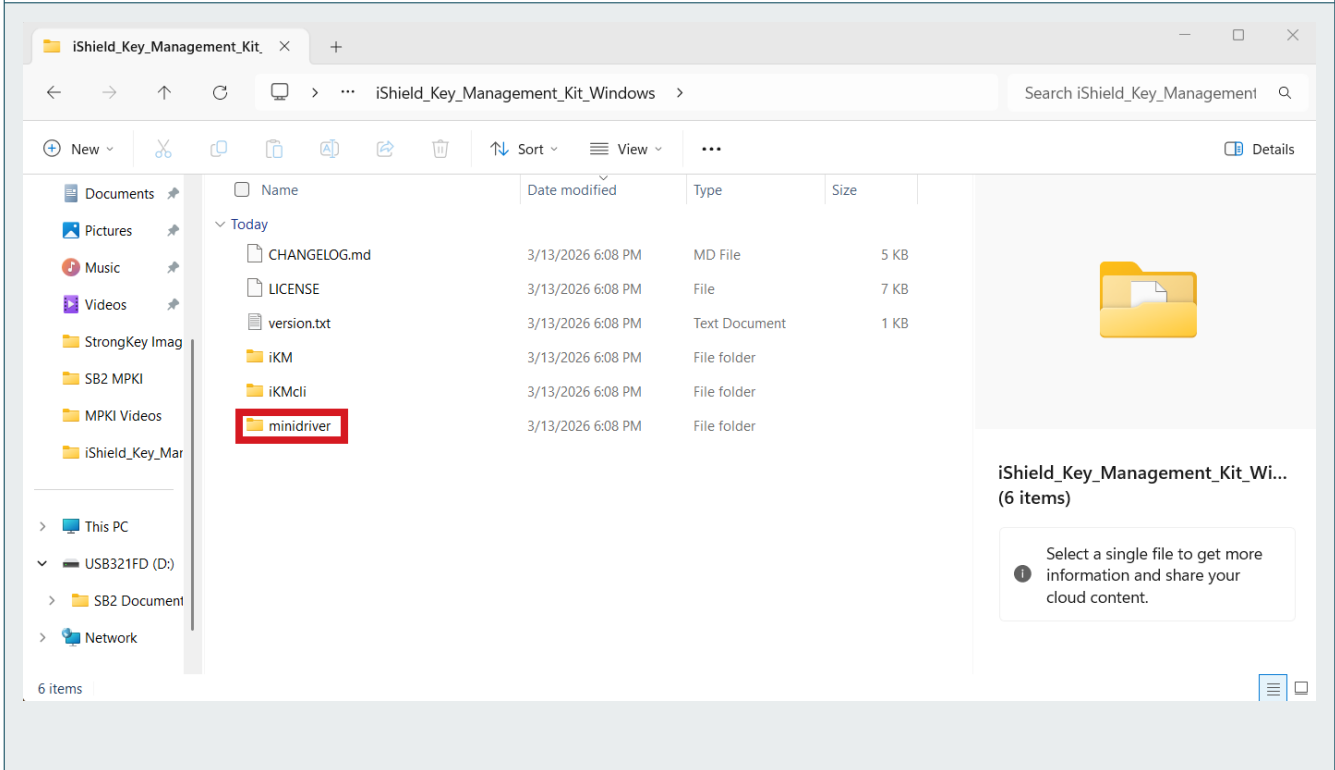 iShield_Key_Management_Kit_
iShield_Key_Management_Kit_Windows
Search iShield_Key_Management
New
Sort
View
Details
Name Date modified Type Size
Documents
Pictures
Music
Videos
StrongKey Imag
SB2 MPKI
MPKI Videos
iShield_Key_Mar
This PC
USB321FD (D:)
SB2 Document
Network
Today
CHANGELOG.md 3/13/2026 6:08 PM MD File 5 KB
LICENSE 3/13/2026 6:08 PM File 7 KB
version.txt 3/13/2026 6:08 PM Text Document 1 KB
iKM 3/13/2026 6:08 PM File folder
iKMcli 3/13/2026 6:08 PM File folder
minidriver 3/13/2026 6:08 PM File folder
iShield_Key_Management_Kit_Wi...
(6 items)
Select a single file to get more
information and share your
cloud content.
6 items